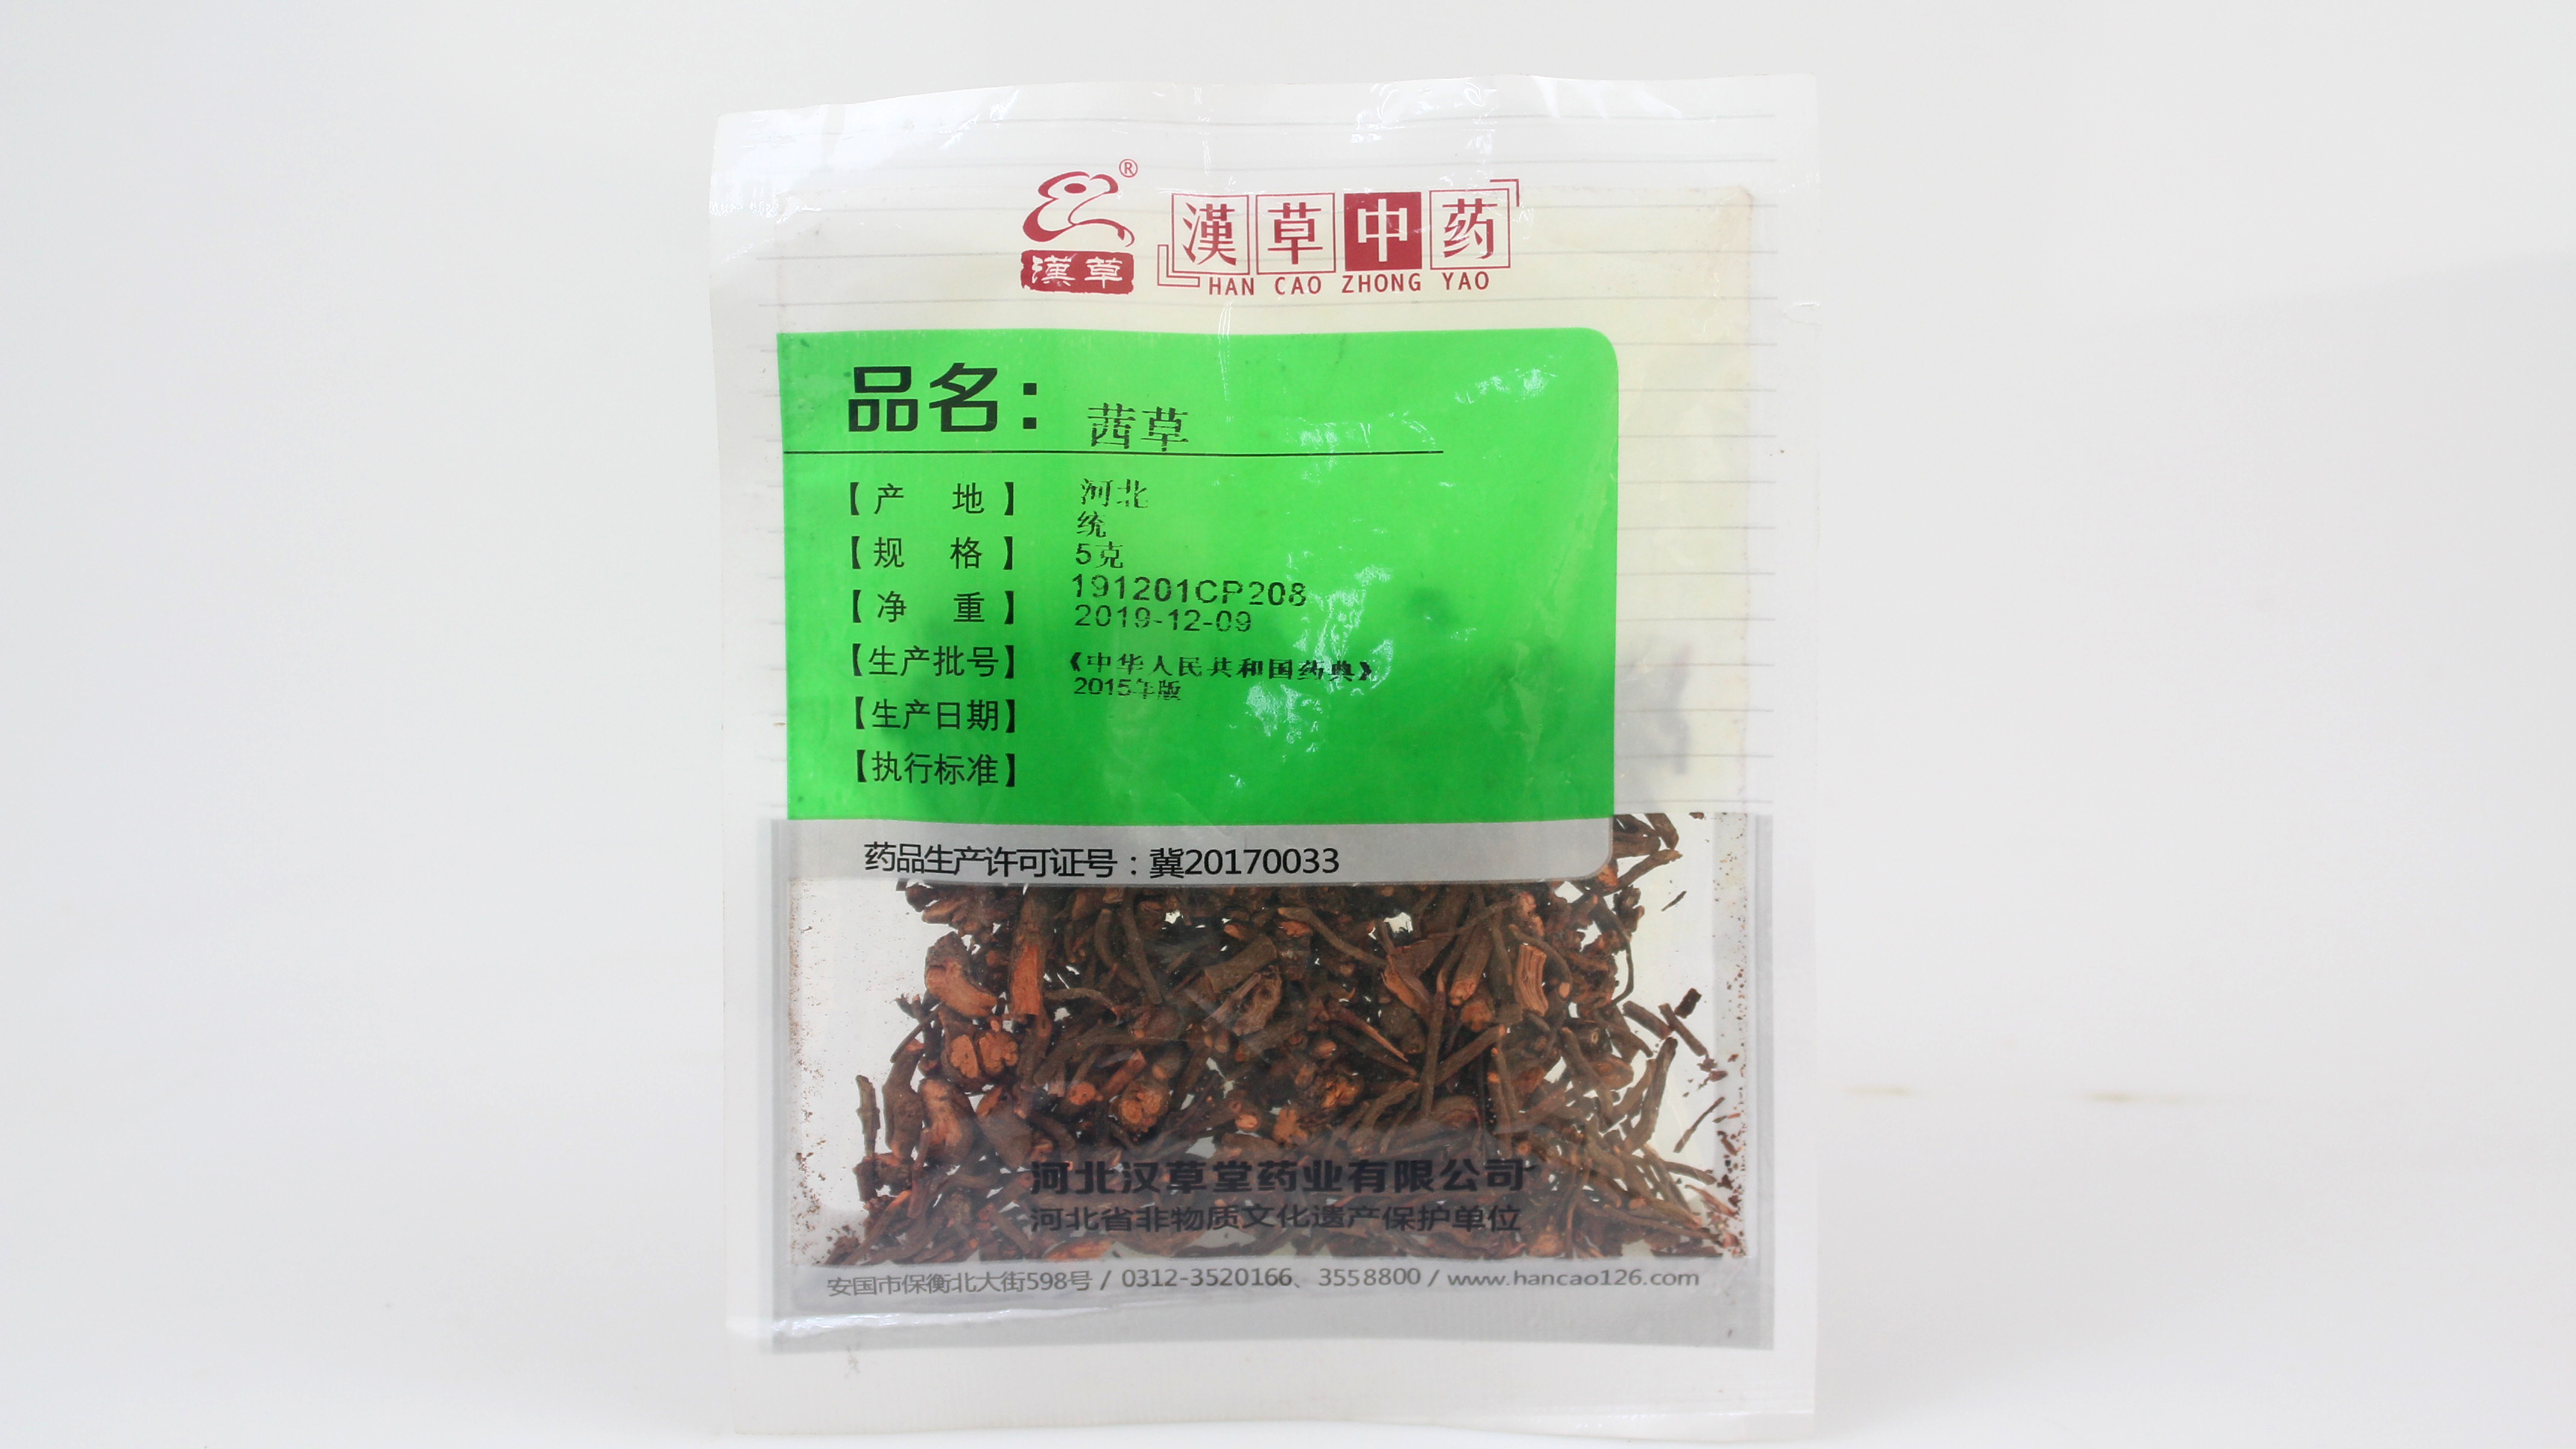 ®
漢草
漢草中药
HAN CAO ZHONG YAO
品名：茜草
【产 地】
河北
统
【规 格】
5克
【净 重】
191201CP208
2019-12-09
【生产批号】
《中华人民共和国药典》
2015年版
【生产日期】
【执行标准】
药品生产许可证号：冀20170033
河北汉草堂药业有限公司
河北省非物质文化遗产保护单位
安国市保衡北大街598号 / 0312-3520166、3558800 / www.hancao126.com